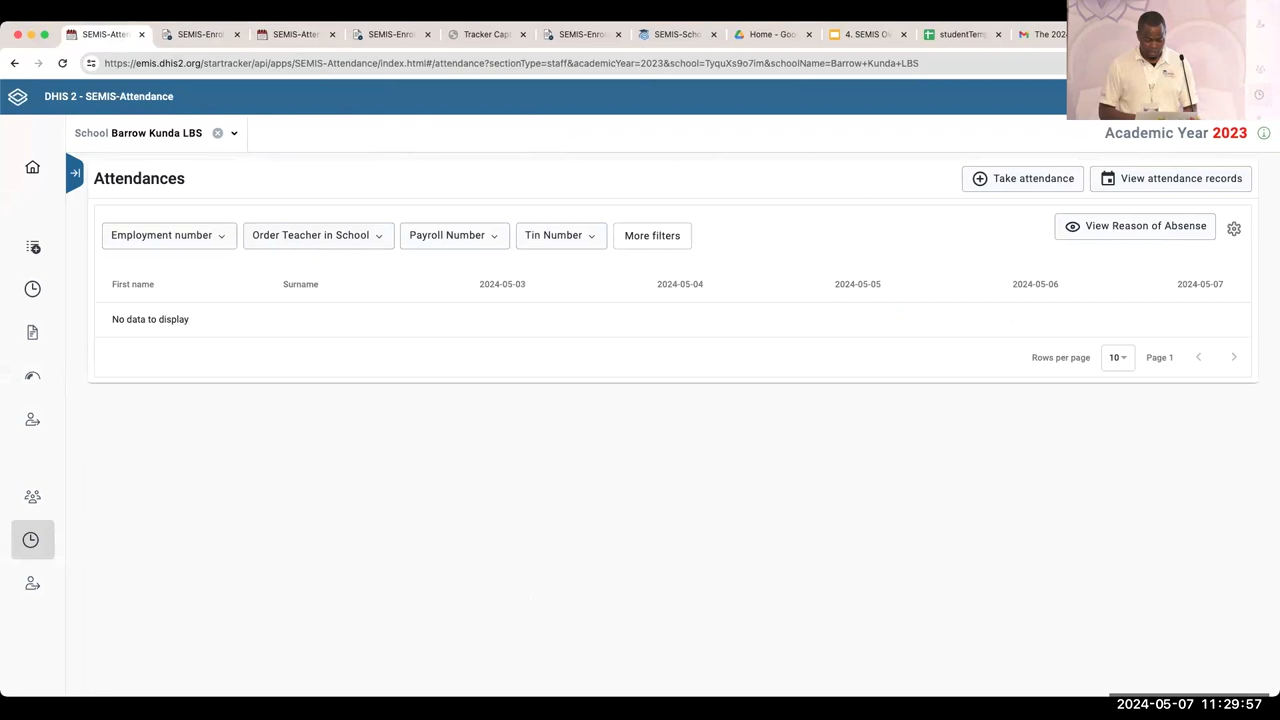 SEMIS-Atten
SEMIS-Enro
SEMIS-Atter
SEMIS-Enro
Tracker Cap
SEMIS-Enro
SEMIS-Scho
Home - Goo
4. SEMIS O
studentTem
The 202
https://emis.dhis2.org/startracker/api/apps/SEMIS-Attendance/index.html#/attendance?sectionType=staff&academicYear=2023&school=TyquXs9o7im&schoolName=Barrow+Kunda+LBS
DHIS 2 - SEMIS-Attendance
School Barrow Kunda LBS
Academic Year 2023
Attendances
Take attendance
View attendance records
Employment number
Order Teacher in School
Payroll Number
Tin Number
More filters
View Reason of Absense
First name
Surname
2024-05-03
2024-05-04
2024-05-05
2024-05-06
2024-05-07
No data to display
Rows per page
10
Page 1
2024-05-07 11:29:57